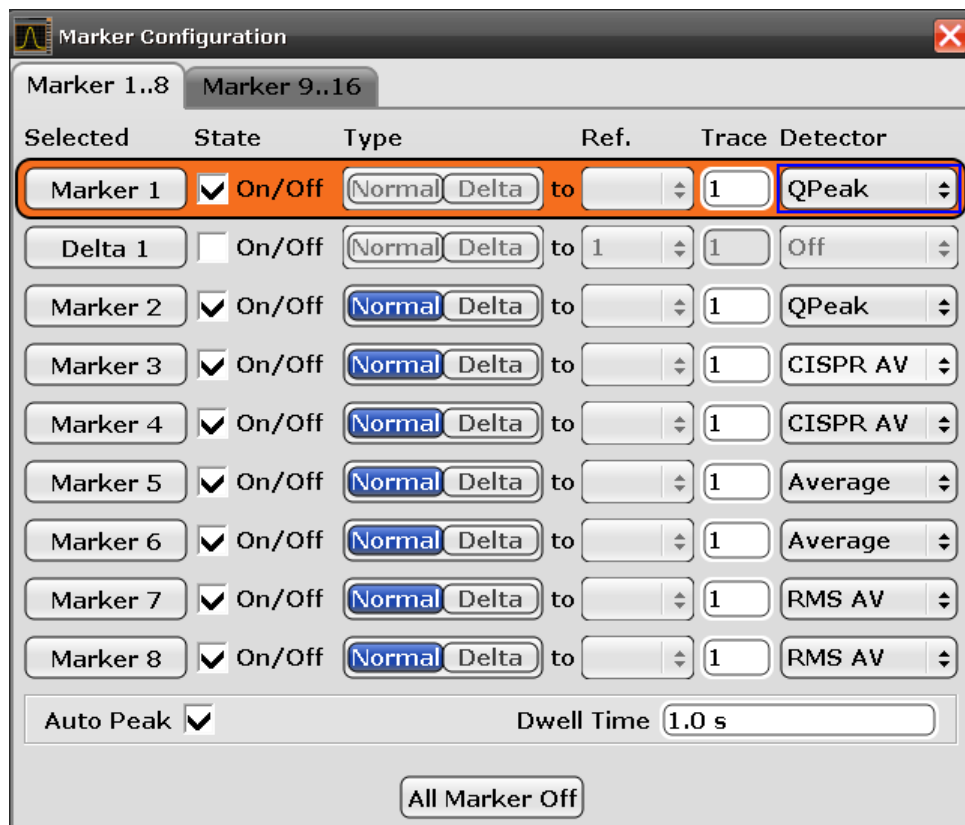 Marker Configuration
Marker 1..8 Marker 9..16
Selected State Type Ref. Trace Detector
Marker 1 On/Off Normal Delta to 1 QPeak
Delta 1 On/Off Normal Delta to 1 1 Off
Marker 2 On/Off Normal Delta to 1 QPeak
Marker 3 On/Off Normal Delta to 1 CISPR AV
Marker 4 On/Off Normal Delta to 1 CISPR AV
Marker 5 On/Off Normal Delta to 1 Average
Marker 6 On/Off Normal Delta to 1 Average
Marker 7 On/Off Normal Delta to 1 RMS AV
Marker 8 On/Off Normal Delta to 1 RMS AV
Auto Peak Dwell Time 1.0 s
All Marker Off